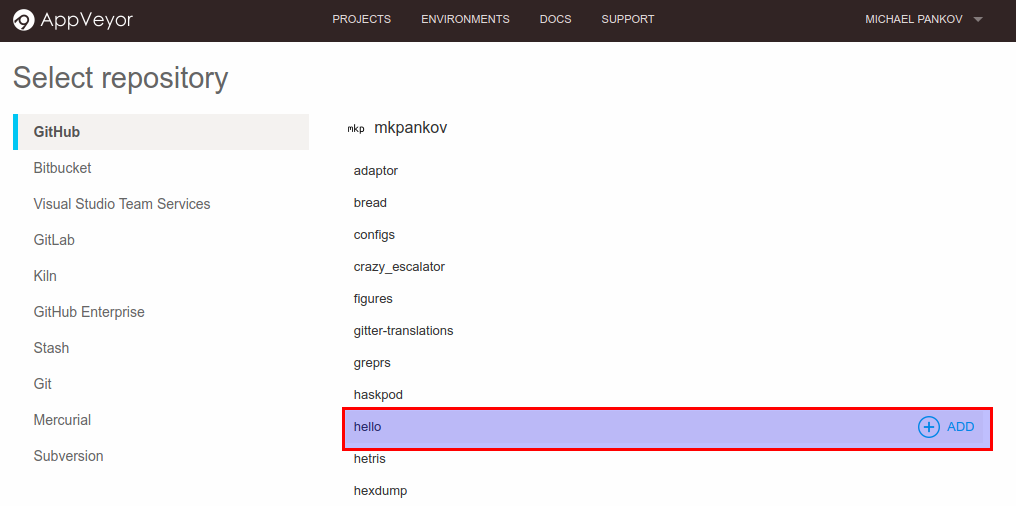 AppVeyor PROJECTS ENVIRONMENTS DOCS SUPPORT MICHAEL PANKOV
Select repository
GitHub
Bitbucket
Visual Studio Team Services
GitLab
Kiln
GitHub Enterprise
Stash
Git
Mercurial
Subversion
mkp mkpankov
adaptor
bread
configs
crazy_escalator
figures
gitter-translations
greprs
haskpod
hello ADD
hetris
hexdump